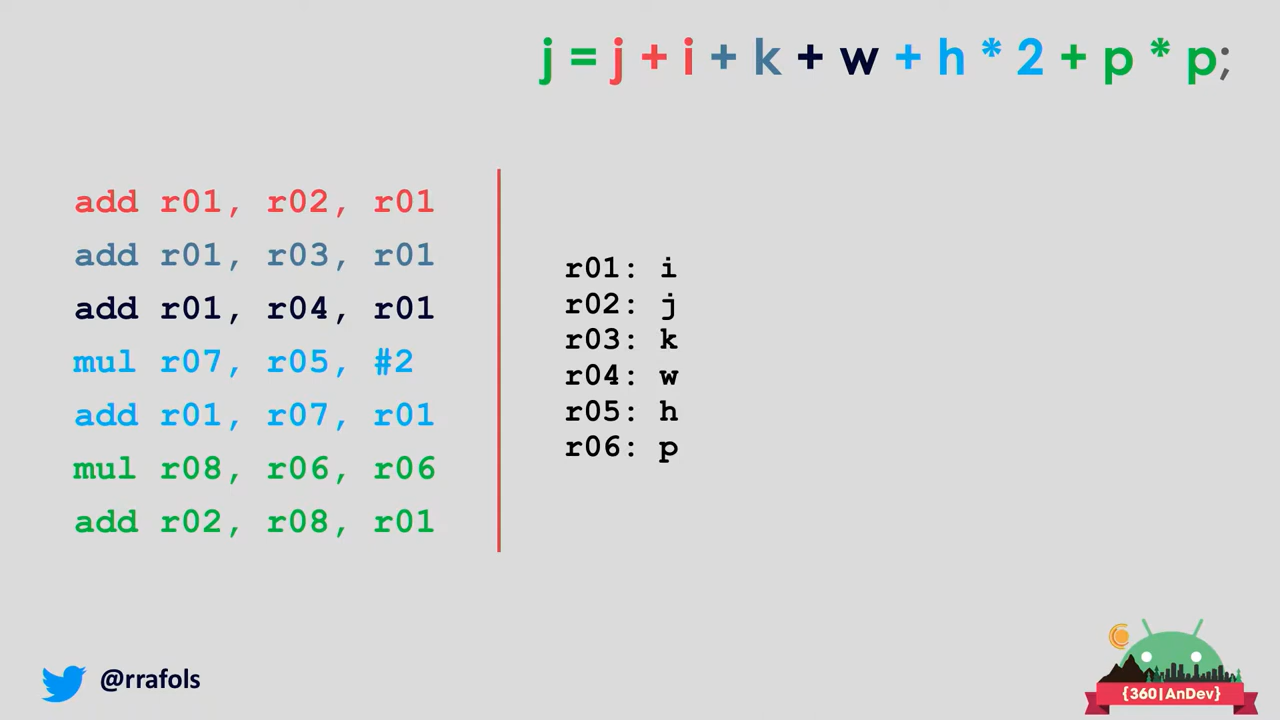 j = j + i + k + w + h * 2 + p * p;
add r01, r02, r01
add r01, r03, r01
add r01, r04, r01
mul r07, r05, #2
add r01, r07, r01
mul r08, r06, r06
add r02, r08, r01
r01: i
r02: j
r03: k
r04: w
r05: h
r06: p
@rrafols
{360|AnDev}